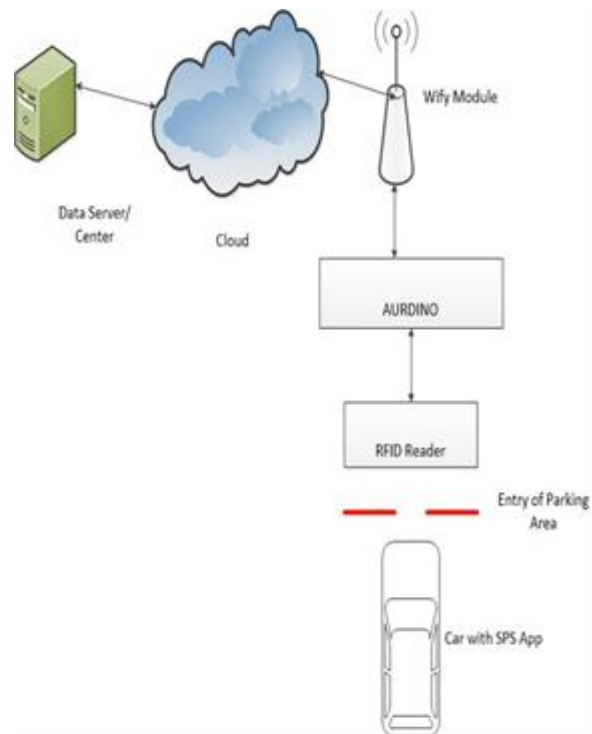 Wify Module
Data Server/
Center
Cloud
AURDINO
RFID Reader
Entry of Parking
Area
Car with SPS App